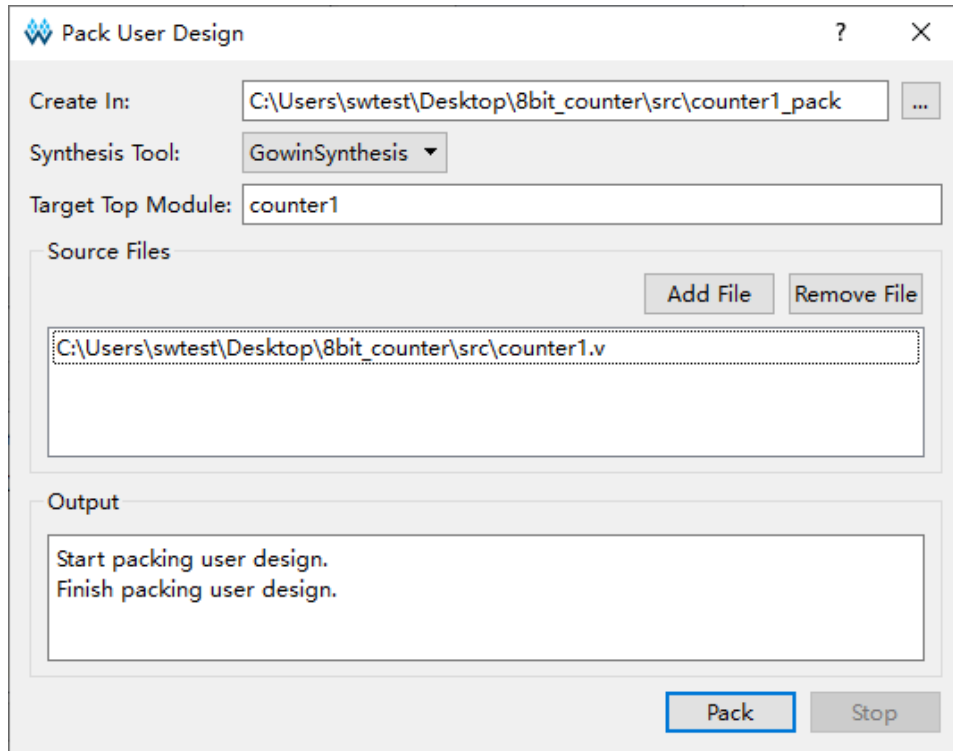 Pack User Design
Create In: C:\Users\swtest\Desktop\8bit_counter\src\counter1_pack ...
Synthesis Tool: GowinSynthesis
Target Top Module: counter1
Source Files
Add File Remove File
C:\Users\swtest\Desktop\8bit_counter\src\counter1.v
Output
Start packing user design.
Finish packing user design.
Pack Stop